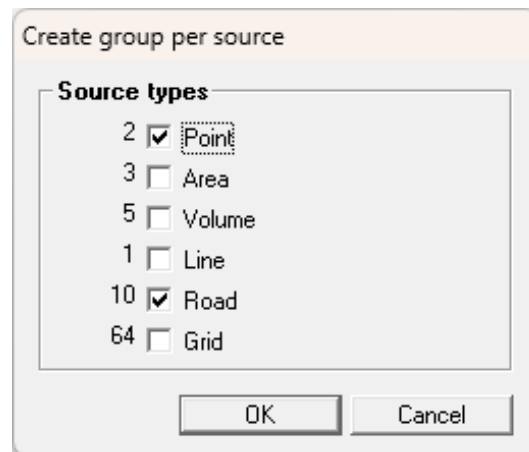 Create group per source
Source types
2 Point
3 Area
5 Volume
1 Line
10 Road
64 Grid
OK Cancel